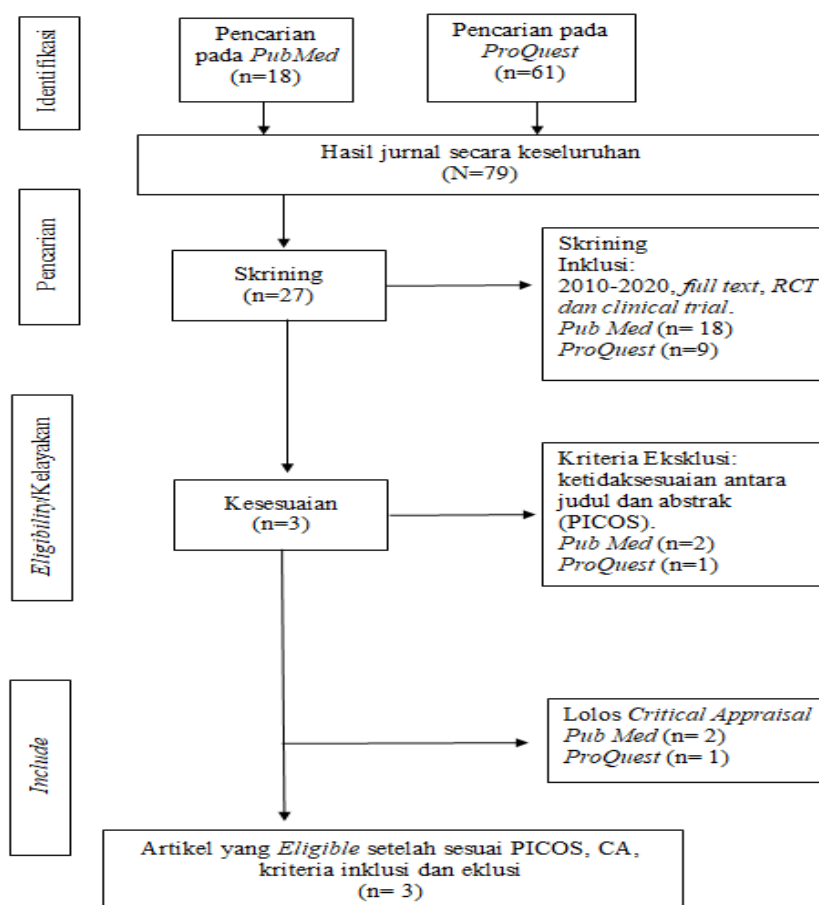 Identifikasi
Pencarian
pada PubMed
(n=18)
Pencarian pada
ProQuest
(n=61)
Hasil jurnal secara keseluruhan
(N=79)
Pencarian
Skrining
(n=27)
Skrining
Inklusi:
2010-2020, full text, RCT
dan clinical trial.
Pub Med (n= 18)
ProQuest (n=9)
Eligibility/Kelayakan
Kesesuaian
(n=3)
Kriteria Eksklusi:
ketidaksesuaian antara
judul dan abstrak
(PICOS).
Pub Med (n=2)
ProQuest (n=1)
Include
Lolos Critical Appraisal
Pub Med (n= 2)
ProQuest (n= 1)
Artikel yang Eligible setelah sesuai PICOS, CA,
kriteria inklusi dan eklusi
(n= 3)